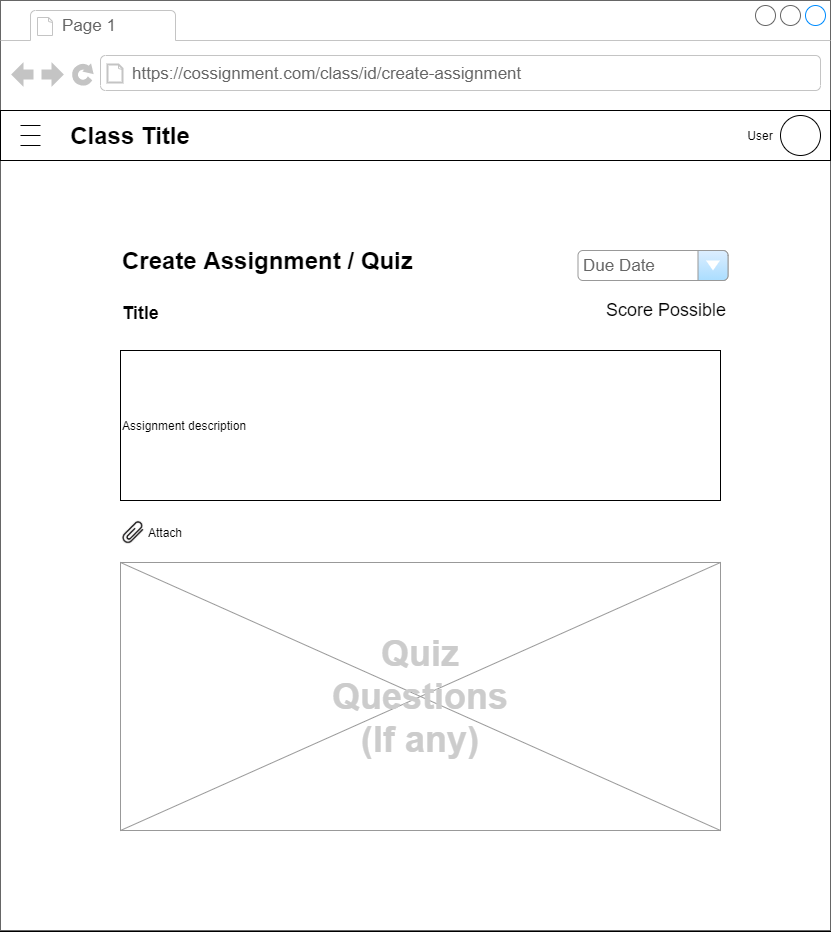 Page 1
https://cossignment.com/class/id/create-assignment
Class Title
User
Create Assignment / Quiz
Due Date
Title
Score Possible
Assignment description
Attach
Quiz
Questions
(If any)